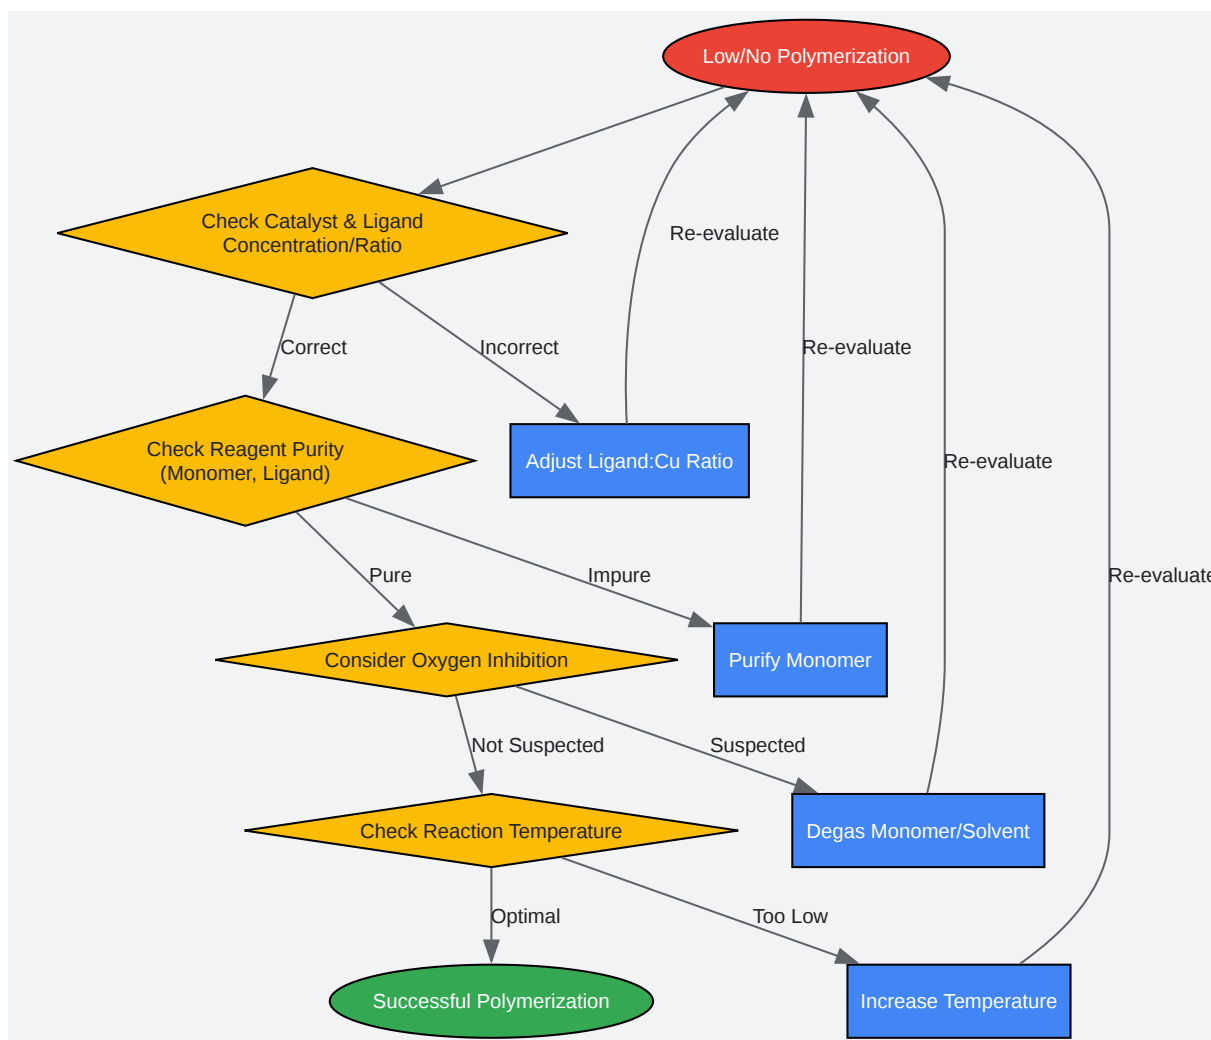 Low/No Polymerization
Check Catalyst & Ligand
Concentration/Ratio
Re-evaluate
Correct
Incorrect
Re-evaluate
Check Reagent Purity
(Monomer, Ligand)
Adjust Ligand:Cu Ratio
Re-evaluate
Pure
Impure
Re-evaluate
Consider Oxygen Inhibition
Purify Monomer
Not Suspected
Suspected
Check Reaction Temperature
Degas Monomer/Solvent
Optimal
Too Low
Successful Polymerization
Increase Temperature